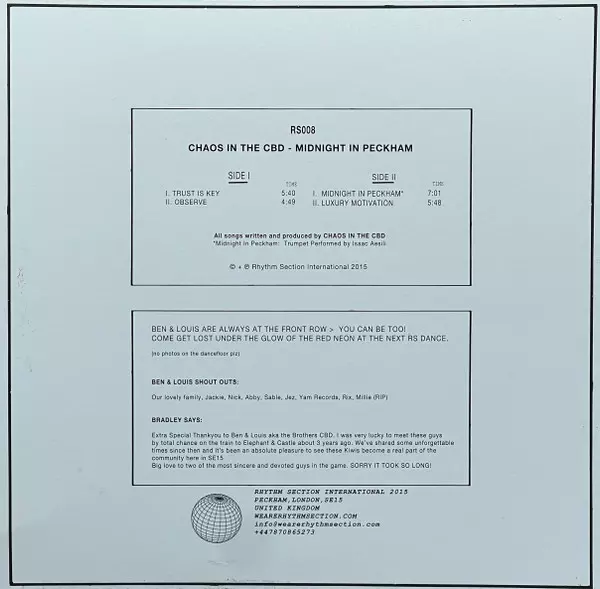 RS008
CHAOS IN THE CBD - MIDNIGHT IN PECKHAM
SIDE I
TIME
I. TRUST IS KEY 5:40
II. OBSERVE 4:49
SIDE II
TIME
I. MIDNIGHT IN PECKHAM* 7:01
II. LUXURY MOTIVATION 5:48
All songs written and produced by CHAOS IN THE CBD
*Midnight In Peckham: Trumpet Performed by Isaac Aesili
© + ℗ Rhythm Section International 2015
BEN & LOUIS ARE ALWAYS AT THE FRONT ROW > YOU CAN BE TOO!
COME GET LOST UNDER THE GLOW OF THE RED NEON AT THE NEXT RS DANCE.
(no photos on the dancefloor plz)
BEN & LOUIS SHOUT OUTS:
Our lovely family, Jackie, Nick, Abby, Sable, Jez, Yam Records, Rix, Millie (RIP)
BRADLEY SAYS:
Extra Special Thankyou to Ben & Louis aka the Brothers CBD. I was very lucky to meet these guys
by total chance on the train to Elephant & Castle about 3 years ago. We've shared some unforgettable
times since then and it's been an absolute pleasure to see these Kiwis become a real part of the
community here in SE15
Big love to two of the most sincere and devoted guys in the game. SORRY IT TOOK SO LONG!
RHYTHM SECTION INTERNATIONAL 2015
PECKHAM,LONDON,SE15
UNITED KINGDOM
WEARERHYTHMSECTION.COM
info@wearerhythmsection.com
+447870865273